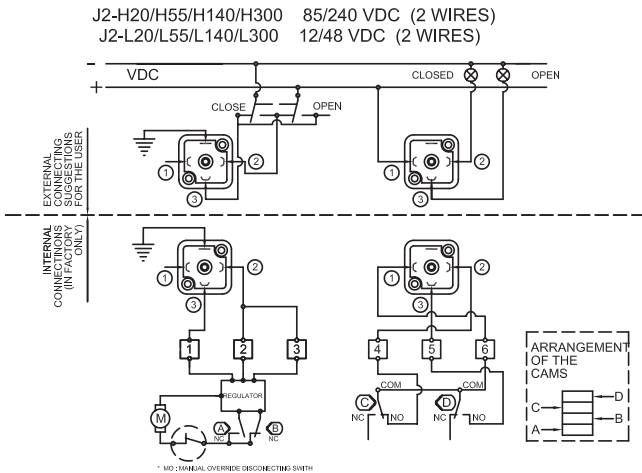 J2-H20/H55/H140/H300 85/240 VDC (2 WIRES)
J2-L20/L55/L140/L300 12/48 VDC (2 WIRES)
-
VDC
CLOSED
OPEN
+
CLOSE
OPEN
EXTERNAL
CONNECTING
SUGGESTIONS
FOR THE USER
1
2
3
1
2
3
INTERNAL
CONNECTINONS
(IN FACTORY
ONLY)
1
2
3
1
2
3
1
2
3
4
5
6
REGULATOR
M
A
NC
B
NC
COM
COM
C
NC
NO
D
NC
NO
ARRANGEMENT
OF THE
CAMS
D
C
B
A
* MO : MANUAL OVERRIDE DISCONECTING SWITH